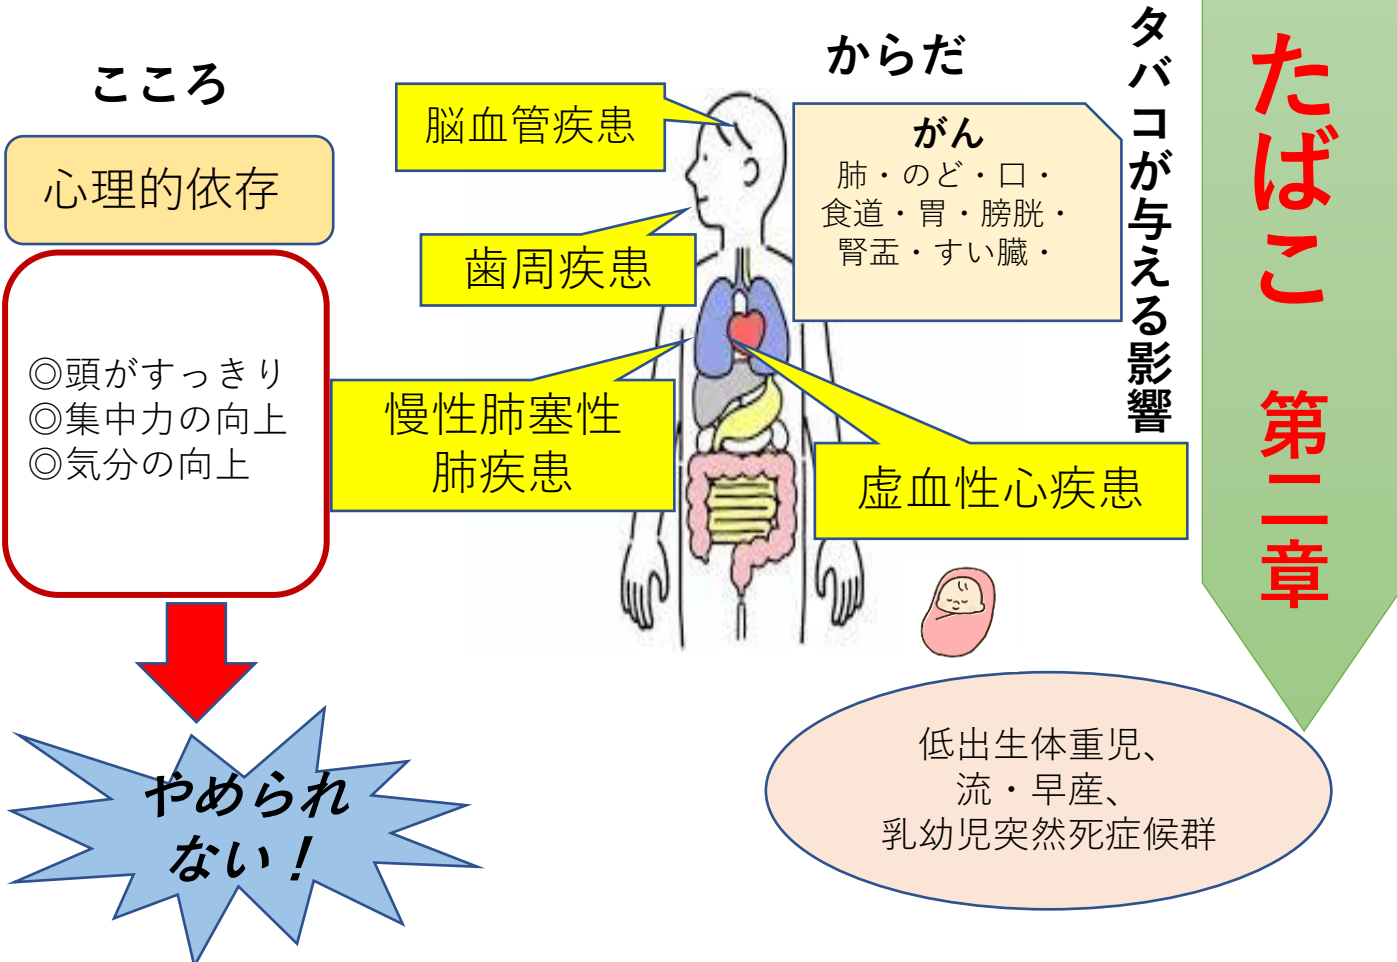 たばこ 第二章
タバコが与える影響
こころ
心理的依存
◎頭がすっきり
◎集中力の向上
◎気分の向上
やめられ
ない！
からだ
脳血管疾患
歯周疾患
慢性肺塞性
肺疾患
がん
肺・のど・口・
食道・胃・膀胱・
腎盂・すい臓・
虚血性心疾患
低出生体重児、
流・早産、
乳幼児突然死症候群